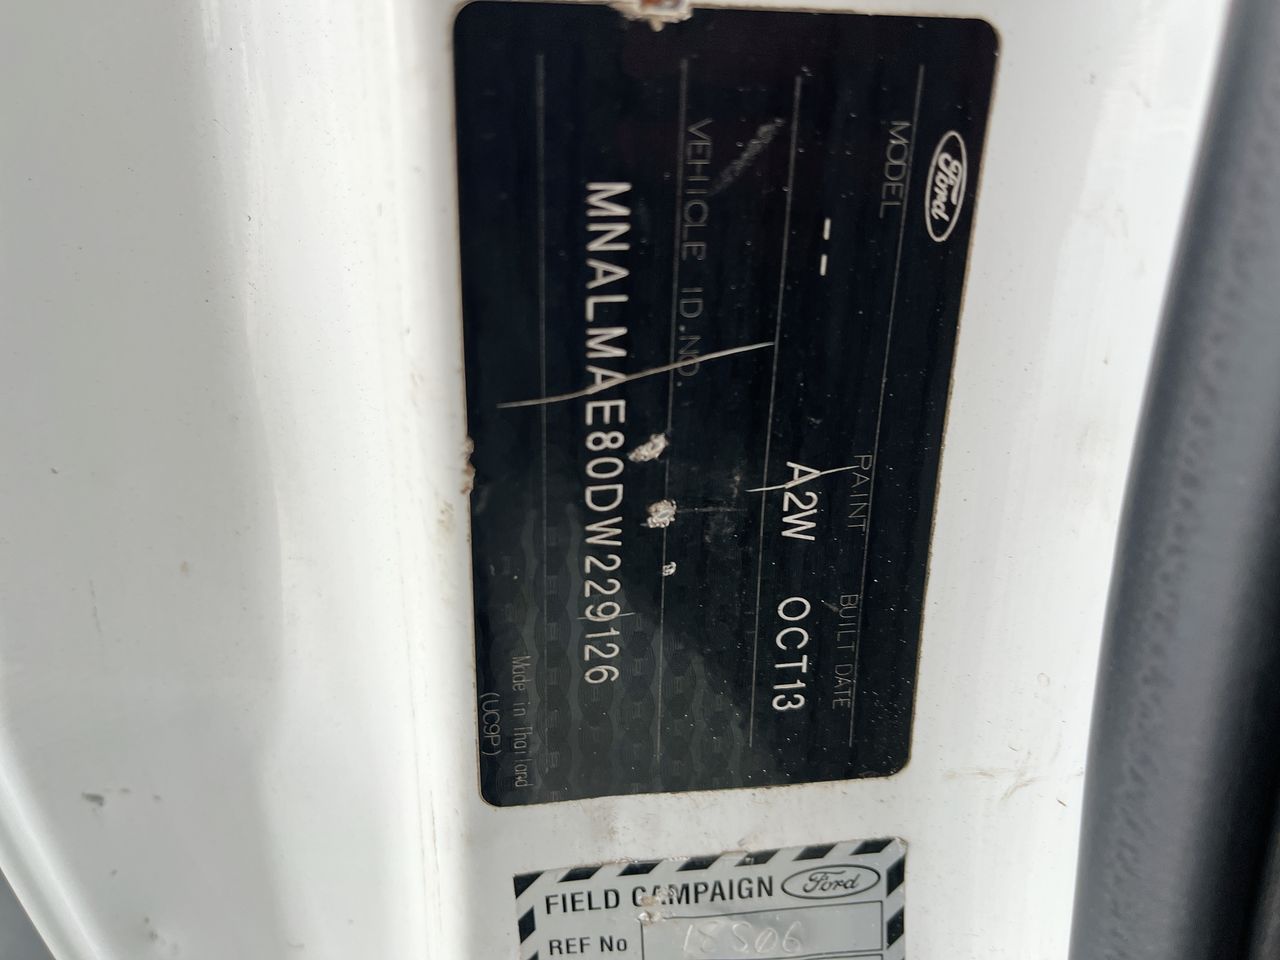 Ford
MODEL PAINT BUILT DATE
-- A2W OCT13
VEHICLE ID.NO.
MNALMAE80DW229126
Made in Thailand
(UC9P)
FIELD CAMPAIGN Ford
REF No 18S06